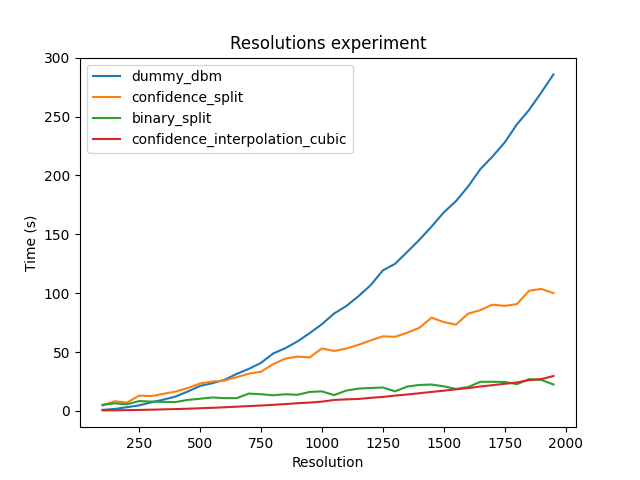 Resolutions experiment
dummy_dbm
confidence_split
binary_split
confidence_interpolation_cubic
Time (s)
300
250
200
150
100
50
0
250 500 750 1000 1250 1500 1750 2000
Resolution